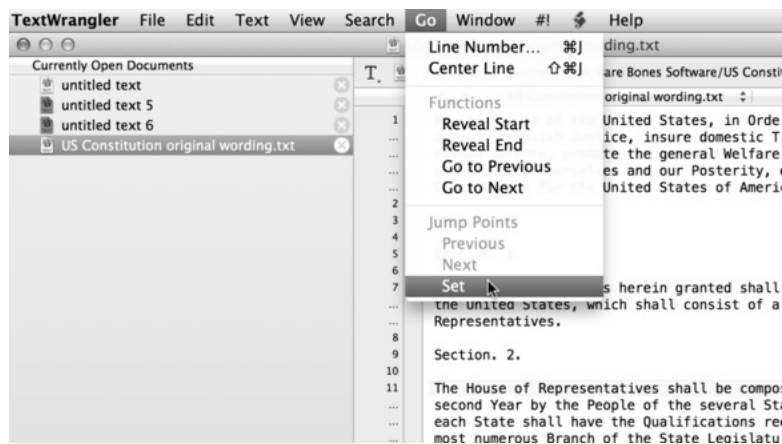 TextWrangler File Edit Text View Search Go Window #! Help
ding.txt
Currently Open Documents
untitled text
untitled text 5
untitled text 6
US Constitution original wording.txt
Line Number... ⌘J
Center Line ⇧⌘J
Functions
Reveal Start
Reveal End
Go to Previous
Go to Next
Jump Points
Previous
Next
Set
T
are Bones Software/US Constit
original wording.txt
1 United States, in Orde
... ice, insure domestic T
... te the general Welfare
... es and our Posterity,
... United States of Ameri
2
3
4
5
6
7 s herein granted shall
... the United States, which shall consist of a
... Representatives.
8
9 Section. 2.
10
11 The House of Representatives shall be compo
... second Year by the People of the several Sta
... each State shall have the Qualifications re
... most numerous Branch of the State Legislatu